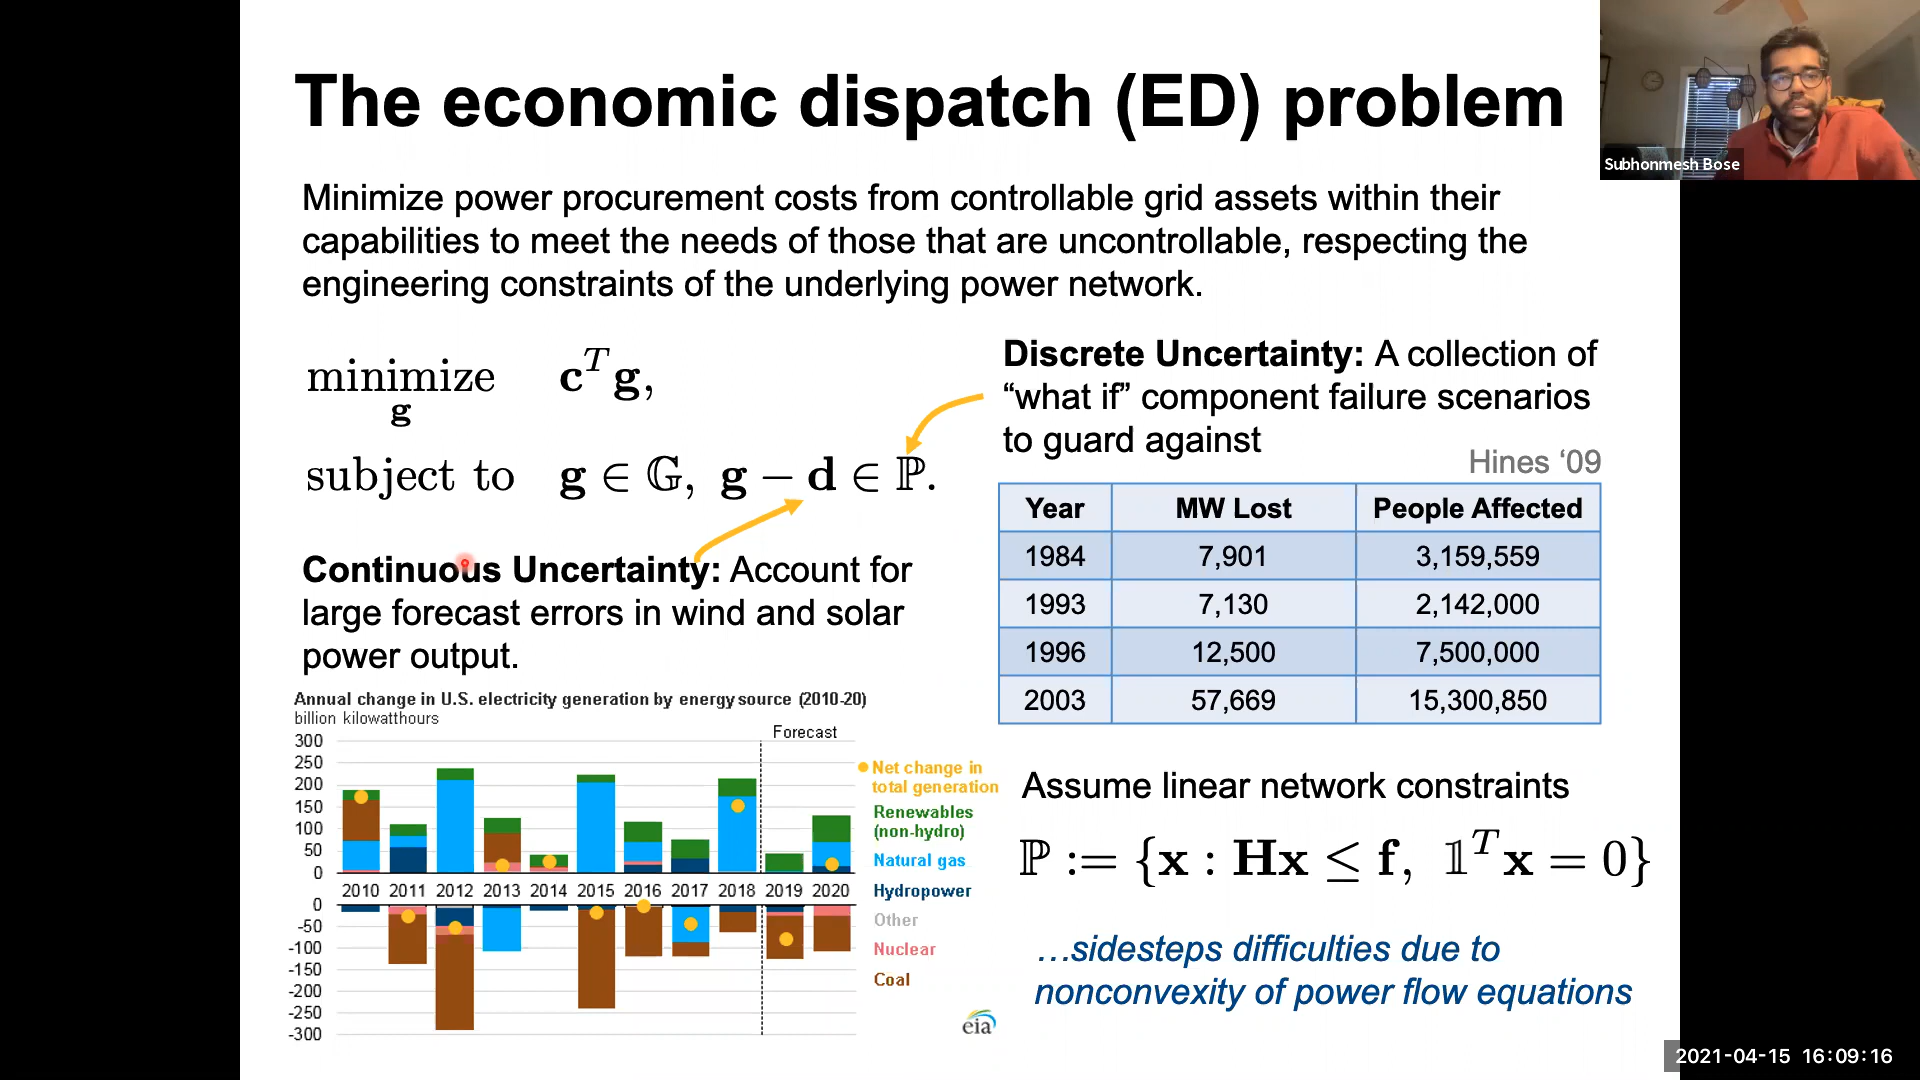 The economic dispatch (ED) problem
Subhonmesh Bose
Minimize power procurement costs from controllable grid assets within their
capabilities to meet the needs of those that are uncontrollable, respecting the
engineering constraints of the underlying power network.
minimize c^T g,
g
subject to g ∈ 𝔾, g − d ∈ ℙ.
Continuous Uncertainty: Account for
large forecast errors in wind and solar
power output.
Discrete Uncertainty: A collection of
“what if” component failure scenarios
to guard against
Hines ‘09
Year MW Lost People Affected
1984 7,901 3,159,559
1993 7,130 2,142,000
1996 12,500 7,500,000
2003 57,669 15,300,850
Annual change in U.S. electricity generation by energy source (2010-20)
billion kilowatthours
Forecast
300
250
200
150
100
50
0
2010 2011 2012 2013 2014 2015 2016 2017 2018 2019 2020
0
-50
-100
-150
-200
-250
-300
Net change in
total generation
Renewables
(non-hydro)
Natural gas
Hydropower
Other
Nuclear
Coal
eia
Assume linear network constraints
ℙ := {x : Hx ≤ f, 𝟙^T x = 0}
…sidesteps difficulties due to
nonconvexity of power flow equations
2021-04-15 16:09:16